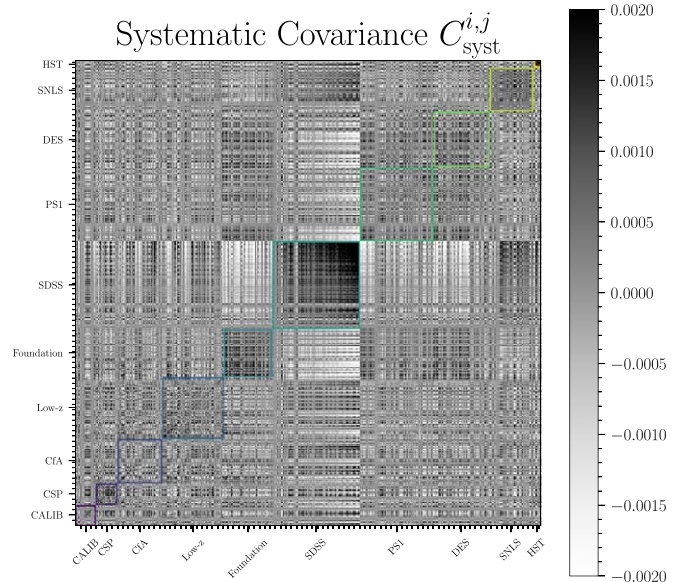 Systematic Covariance C^{i,j}_{syst}
HST
SNLS
DES
PS1
SDSS
Foundation
Low-z
CfA
CSP
CALIB
CALIB CSP CfA Low-z Foundation SDSS PS1 DES SNLS HST
0.0020
0.0015
0.0010
0.0005
0.0000
−0.0005
−0.0010
−0.0015
−0.0020